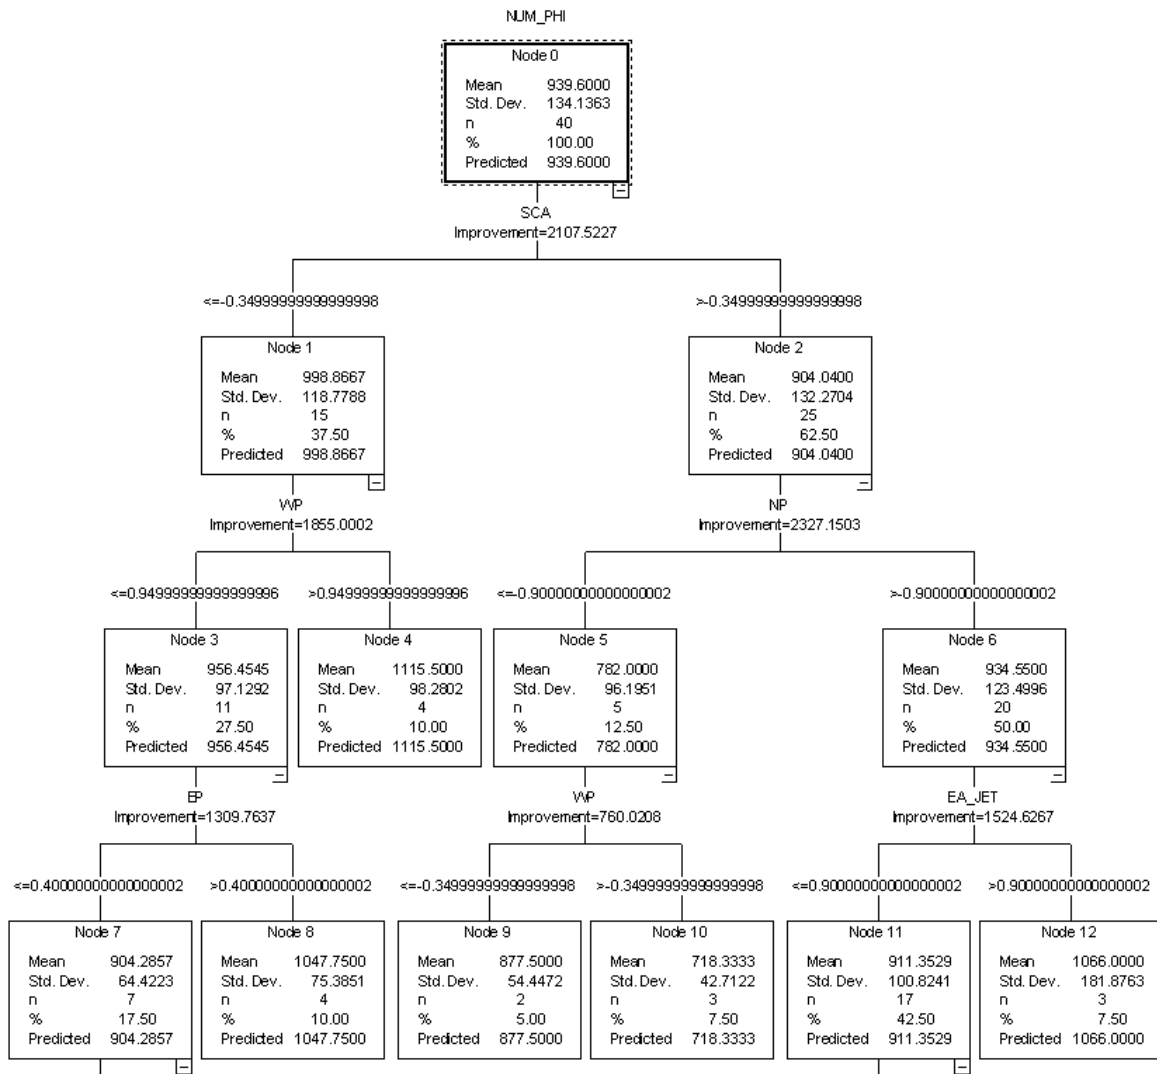 NUM_PHI
Node 0
Mean 939.6000
Std. Dev. 134.1363
n 40
% 100.00
Predicted 939.6000
SCA
Improvement=2107.5227
<=-0.34999999999999998
>-0.34999999999999998
Node 1
Mean 998.8667
Std. Dev. 118.7788
n 15
% 37.50
Predicted 998.8667
Node 2
Mean 904.0400
Std. Dev. 132.2704
n 25
% 62.50
Predicted 904.0400
WP
Improvement=1855.0002
NP
Improvement=2327.1503
<=0.94999999999999996
>0.94999999999999996
<=-0.90000000000000002
>-0.90000000000000002
Node 3
Mean 956.4545
Std. Dev. 97.1292
n 11
% 27.50
Predicted 956.4545
Node 4
Mean 1115.5000
Std. Dev. 98.2802
n 4
% 10.00
Predicted 1115.5000
Node 5
Mean 782.0000
Std. Dev. 96.1951
n 5
% 12.50
Predicted 782.0000
Node 6
Mean 934.5500
Std. Dev. 123.4996
n 20
% 50.00
Predicted 934.5500
EP
Improvement=1309.7637
WP
Improvement=760.0208
EA_JET
Improvement=1524.6267
<=0.40000000000000002
>0.40000000000000002
<=-0.34999999999999998
>-0.34999999999999998
<=0.90000000000000002
>0.90000000000000002
Node 7
Mean 904.2857
Std. Dev. 64.4223
n 7
% 17.50
Predicted 904.2857
Node 8
Mean 1047.7500
Std. Dev. 75.3851
n 4
% 10.00
Predicted 1047.7500
Node 9
Mean 877.5000
Std. Dev. 54.4472
n 2
% 5.00
Predicted 877.5000
Node 10
Mean 718.3333
Std. Dev. 42.7122
n 3
% 7.50
Predicted 718.3333
Node 11
Mean 911.3529
Std. Dev. 100.8241
n 17
% 42.50
Predicted 911.3529
Node 12
Mean 1066.0000
Std. Dev. 181.8763
n 3
% 7.50
Predicted 1066.0000